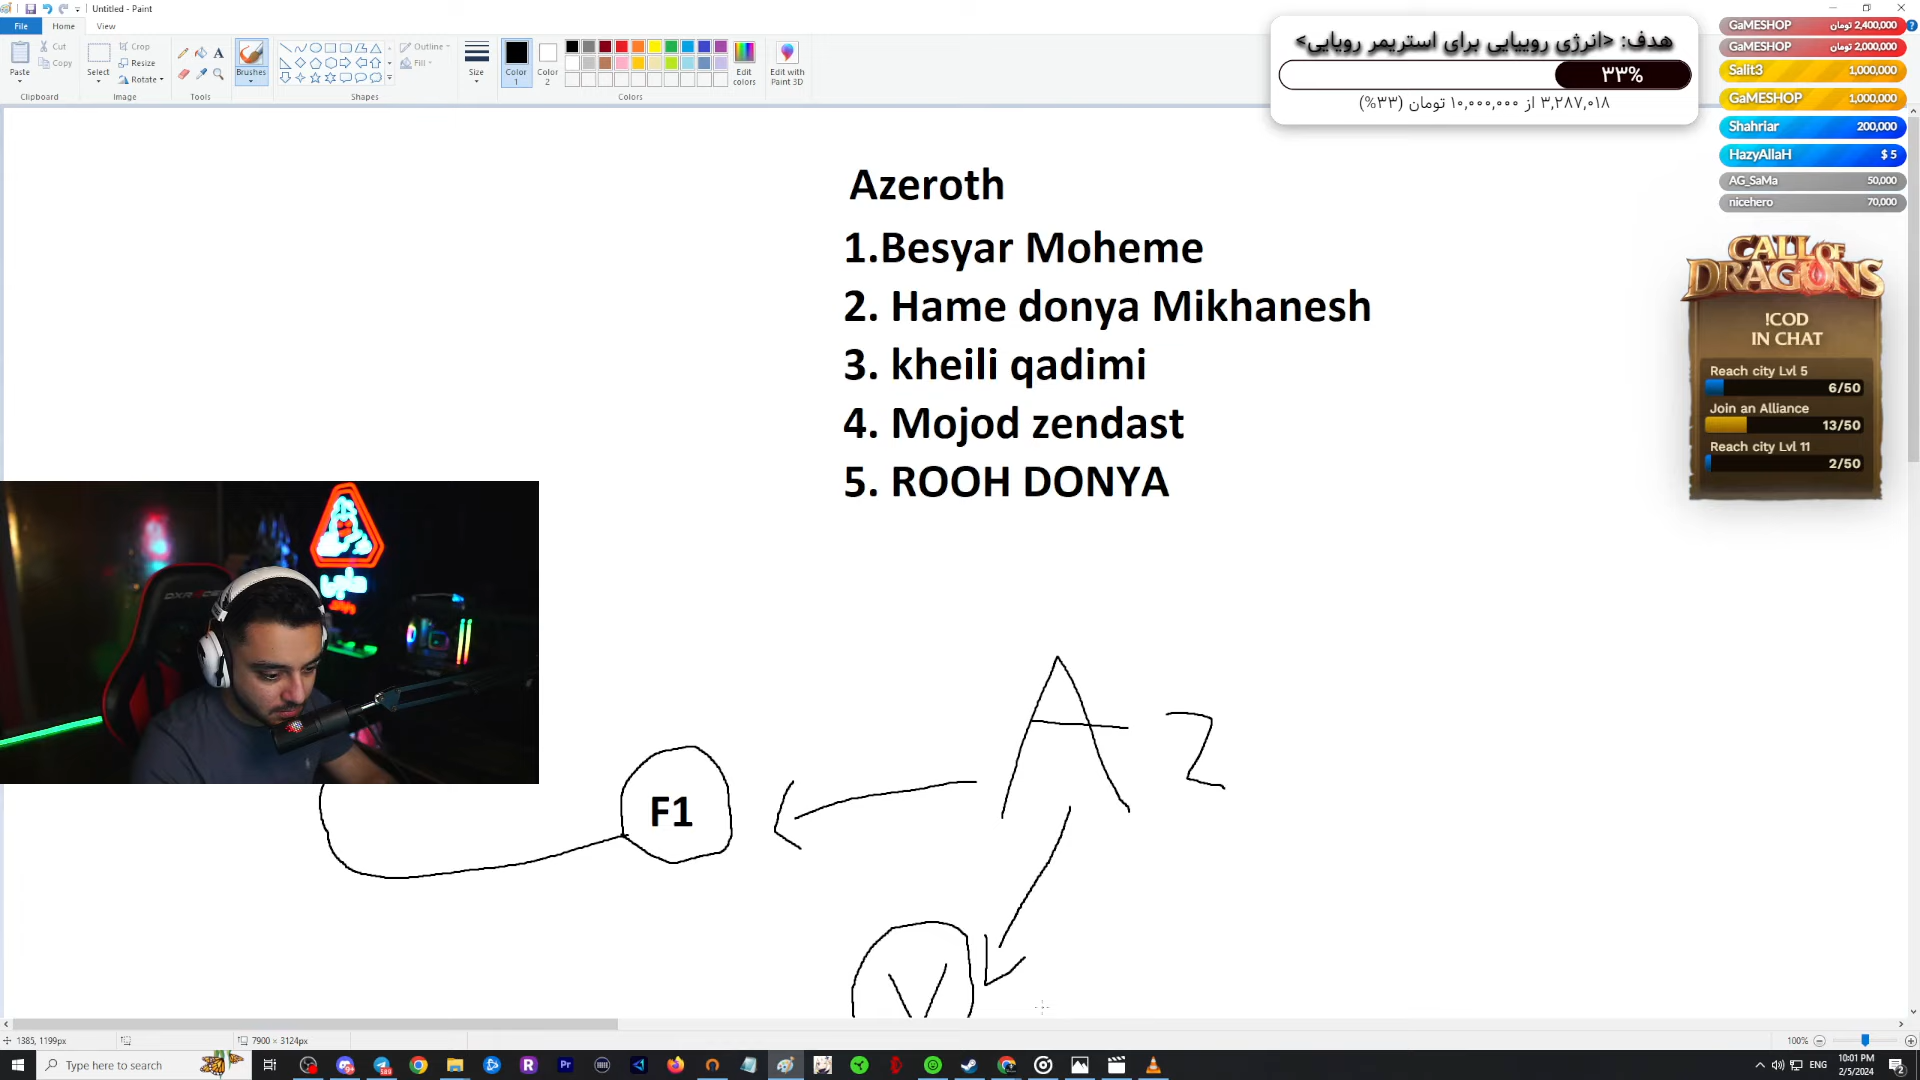 Untitled - Paint
File
Home
View
Paste
Cut
Copy
Clipboard
Select
Crop
Resize
Rotate
Image
Tools
Brushes
Shapes
Outline
Fill
Size
Color 1
Color 2
Edit colors
Edit with Paint 3D
Colors
هدف: <انرژی روییایی برای استریمر رویایی>
۳۳%
۳,۲۸۷,۰۱۸ از ۱۰,۰۰۰,۰۰۰ تومان (۳۳%)
GaMESHOP 2,400,000 تومان
GaMESHOP 2,000,000 تومان
Salit3 1,000,000
GaMESHOP 1,000,000
Shahriar 200,000
HazyAllaH $ 5
AG_SaMa 50,000
nicehero 70,000
CALL OF DRAGONS
!COD
IN CHAT
Reach city Lvl 5
6/50
Join an Alliance
13/50
Reach city Lvl 11
2/50
Azeroth
1.Besyar Moheme
2. Hame donya Mikhanesh
3. kheili qadimi
4. Mojod zendast
5. ROOH DONYA
A 2
F1
V
1385, 1199px
7900 × 3124px
100%
Type here to search
ENG
10:01 PM
2/5/2024